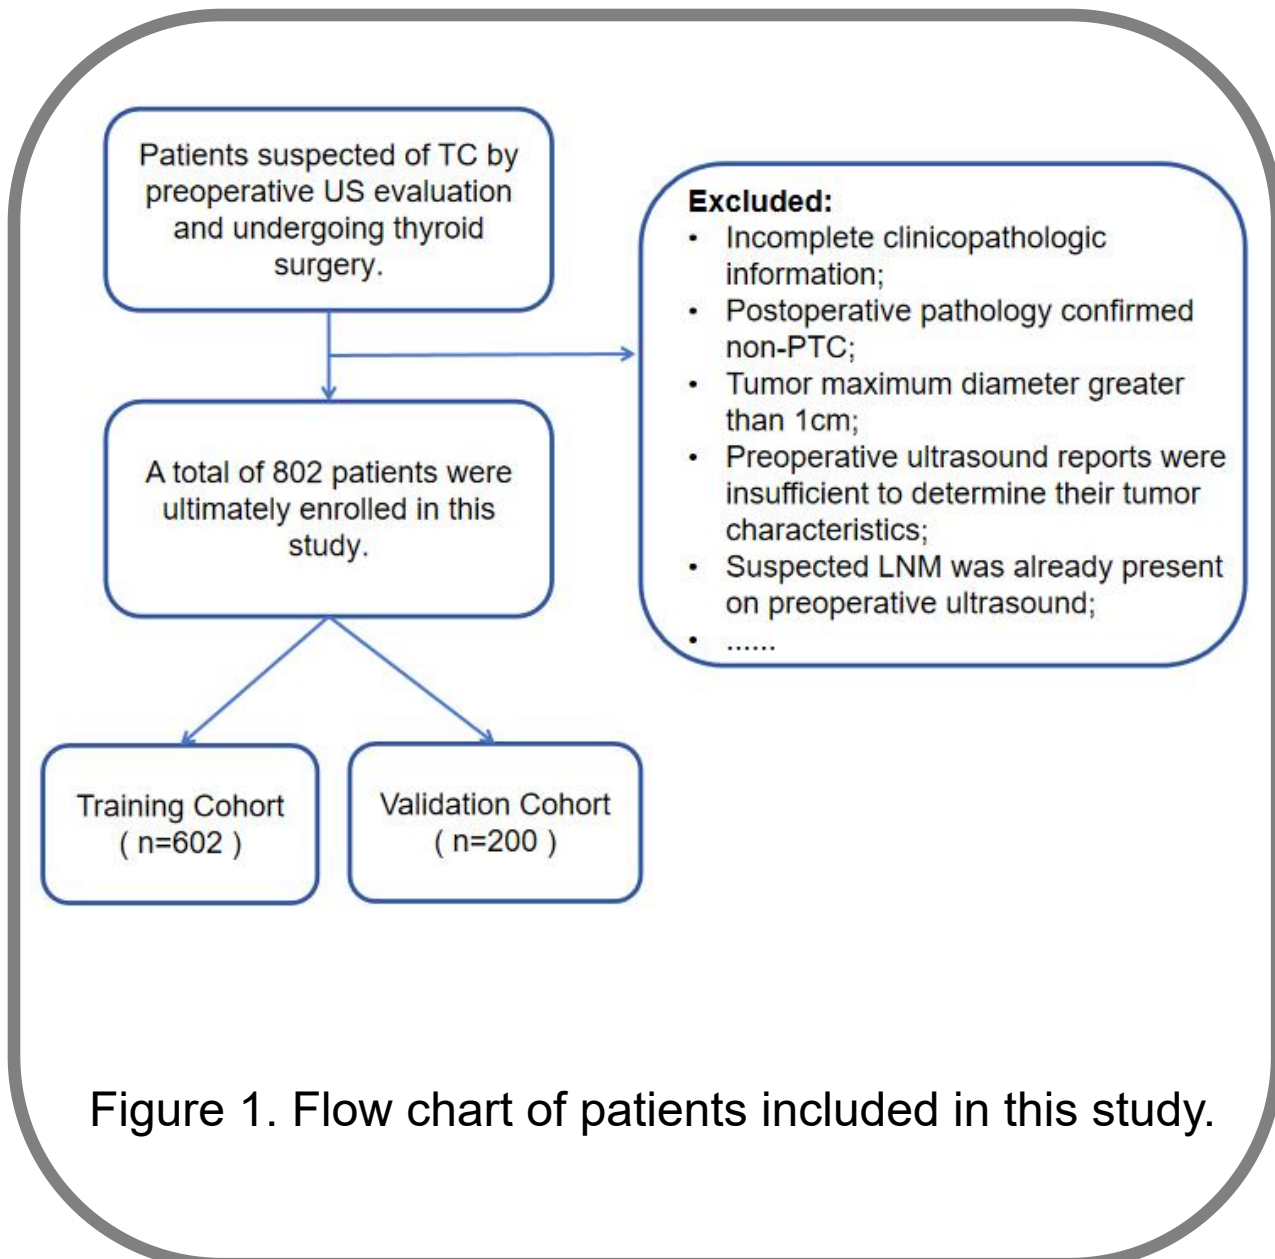 Patients suspected of TC by
preoperative US evaluation
and undergoing thyroid
surgery.
Excluded:
• Incomplete clinicopathologic
information;
• Postoperative pathology confirmed
non-PTC;
• Tumor maximum diameter greater
than 1cm;
• Preoperative ultrasound reports were
insufficient to determine their tumor
characteristics;
• Suspected LNM was already present
on preoperative ultrasound;
• ......
A total of 802 patients were
ultimately enrolled in this
study.
Training Cohort
( n=602 )
Validation Cohort
( n=200 )
Figure 1. Flow chart of patients included in this study.